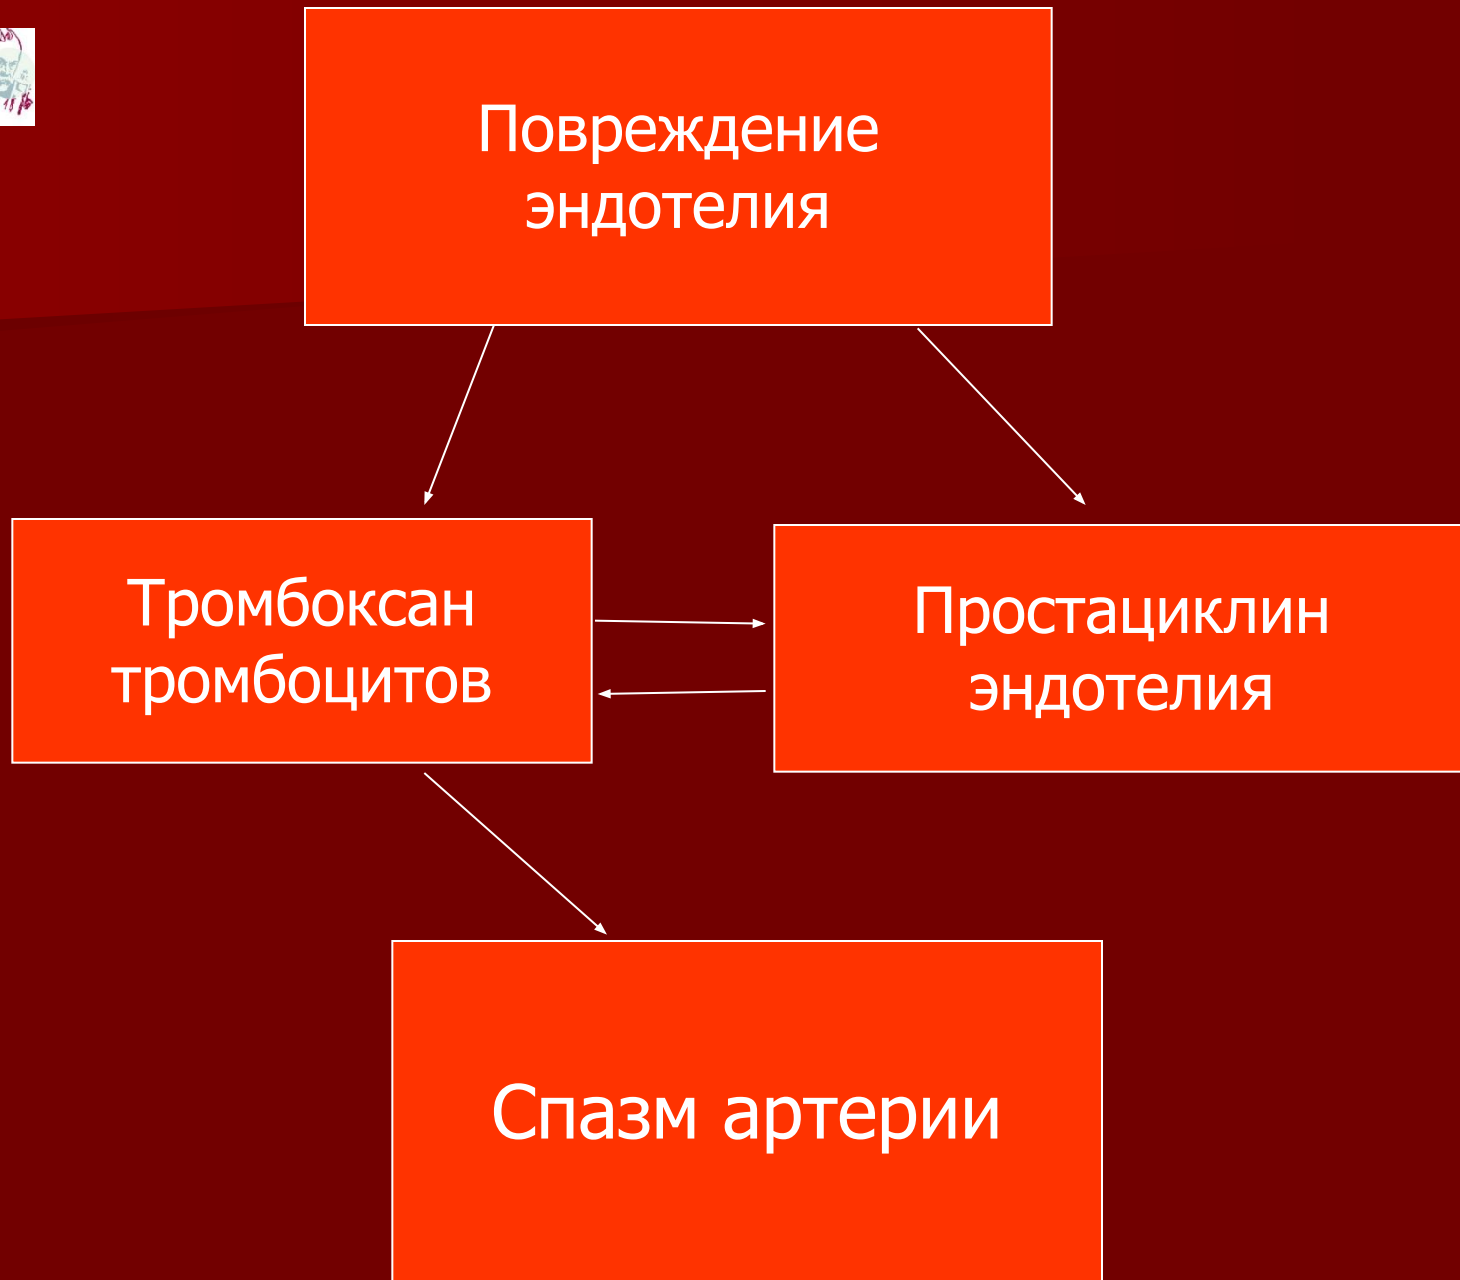 Повреждение
эндотелия
Тромбоксан
тромбоцитов
Простациклин
эндотелия
Спазм артерии